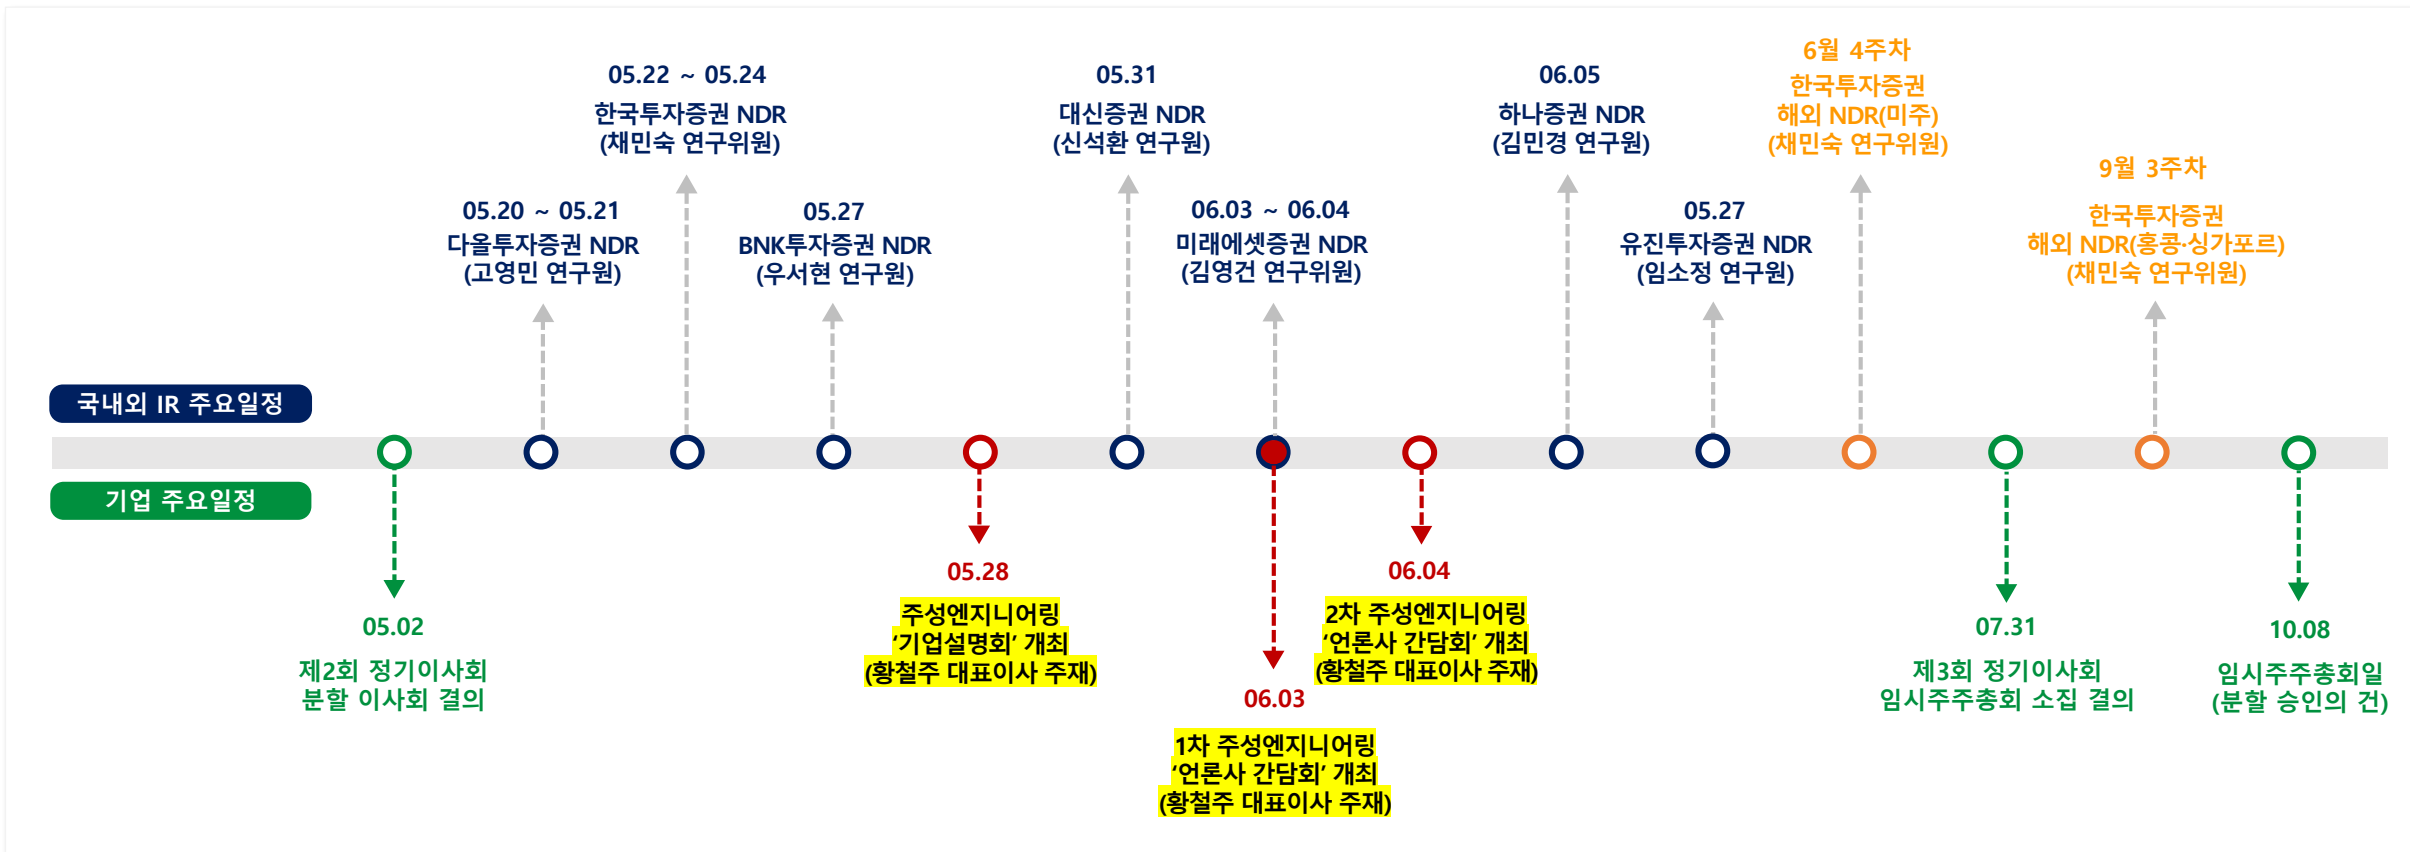 05.22 ~ 05.24
한국투자증권 NDR
(채민숙 연구위원)
05.31
대신증권 NDR
(신석환 연구원)
06.05
하나증권 NDR
(김민경 연구원)
6월 4주차
한국투자증권
해외 NDR(미주)
(채민숙 연구위원)
05.20 ~ 05.21
다올투자증권 NDR
(고영민 연구원)
05.27
BNK투자증권 NDR
(우서현 연구원)
06.03 ~ 06.04
미래에셋증권 NDR
(김영건 연구위원)
05.27
유진투자증권 NDR
(임소정 연구원)
9월 3주차
한국투자증권
해외 NDR(홍콩·싱가포르)
(채민숙 연구위원)
국내외 IR 주요일정
기업 주요일정
05.02
제2회 정기이사회
분할 이사회 결의
05.28
주성엔지니어링
‘기업설명회’ 개최
(황철주 대표이사 주재)
06.03
1차 주성엔지니어링
‘언론사 간담회’ 개최
(황철주 대표이사 주재)
06.04
2차 주성엔지니어링
‘언론사 간담회’ 개최
(황철주 대표이사 주재)
07.31
제3회 정기이사회
임시주주총회 소집 결의
10.08
임시주주총회일
(분할 승인의 건)